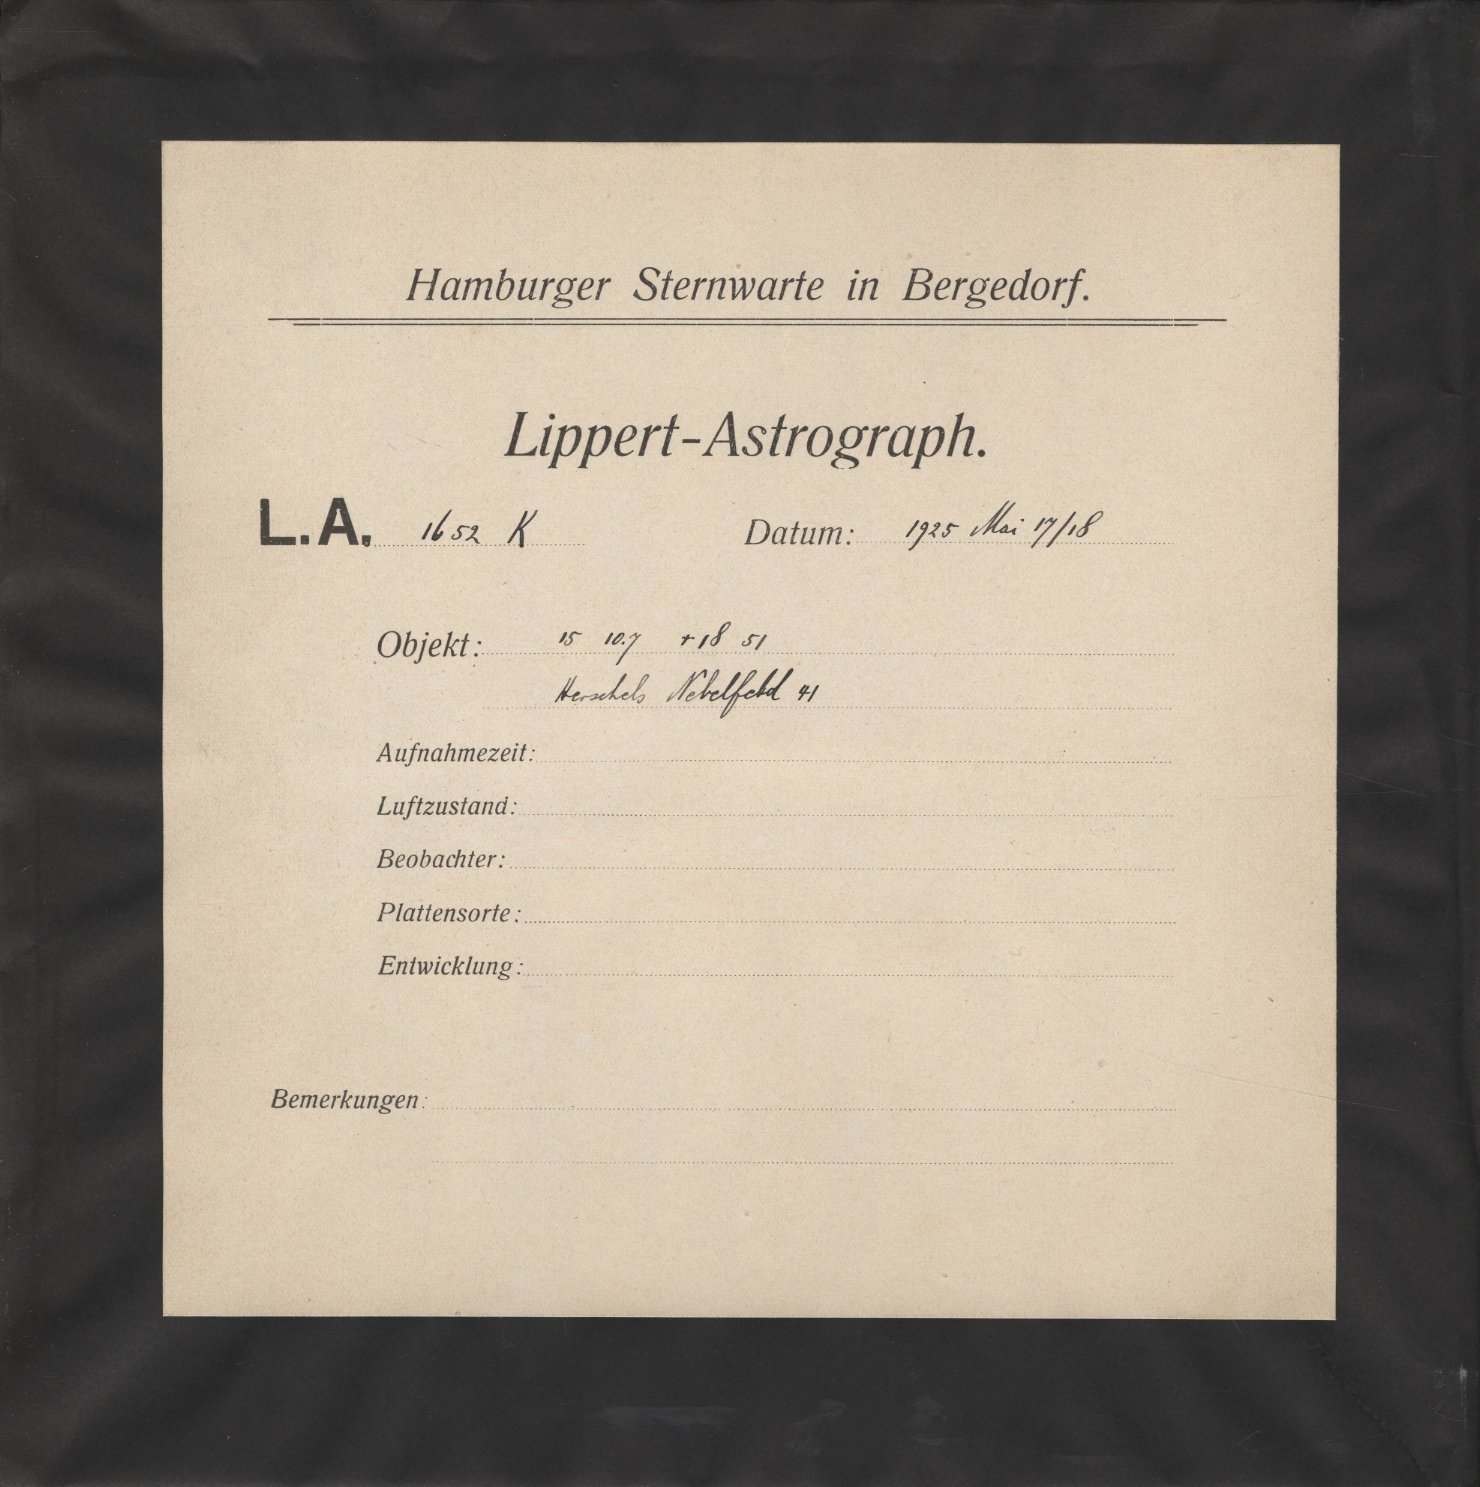 Hamburger Sternwarte in Bergedorf.
Lippert-Astrograph.
L.A. 1652 K Datum: 1925 Mai 17/18
Objekt: 15 10.7 +18 51
Herschels Nebelfeld 41
Aufnahmezeit:
Luftzustand:
Beobachter:
Plattensorte:
Entwicklung:
Bemerkungen: